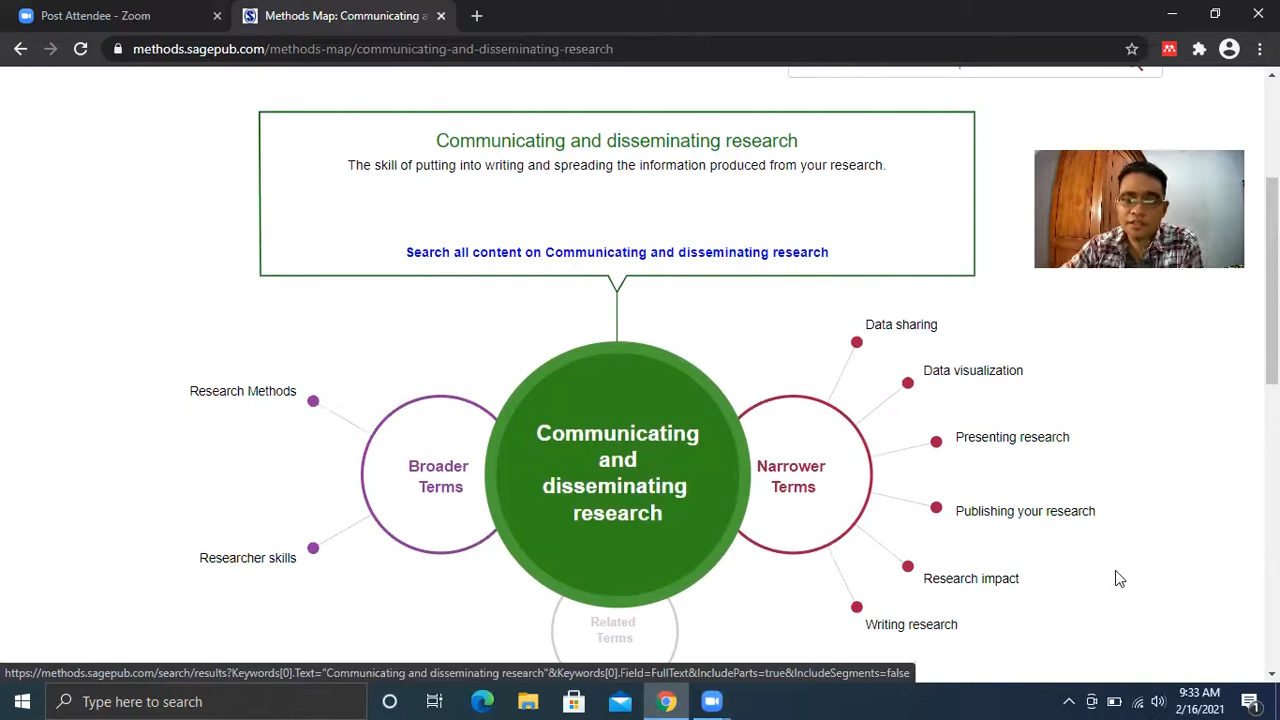 Post Attendee - Zoom
Methods Map: Communicating a
methods.sagepub.com/methods-map/communicating-and-disseminating-research
Communicating and disseminating research
The skill of putting into writing and spreading the information produced from your research.
Search all content on Communicating and disseminating research
Data sharing
Data visualization
Research Methods
Communicating
and
disseminating
research
Presenting research
Broader
Terms
Narrower
Terms
Publishing your research
Researcher skills
Research impact
Related
Terms
Writing research
https://methods.sagepub.com/search/results?Keywords[0].Text="Communicating and disseminating research"&Keywords[0].Field=FullText&IncludeParts=true&IncludeSegments=false
Type here to search
9:33 AM
2/16/2021
1